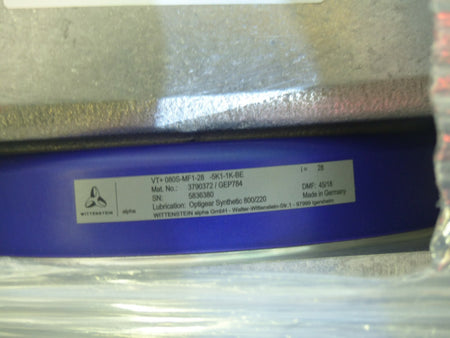 VT+ 080S-MF1-28 -5K1-1K-BE i = 28
Mat. No.: 3790372 / GEP784
SN: 5836380 DMF: 45/18
Lubrication: Optigear Synthetic 800/220 Made in Germany
WITTENSTEIN alpha GmbH - Walter-Wittenstein-Str.1 - 97999 Igersheim
WITTENSTEIN alpha